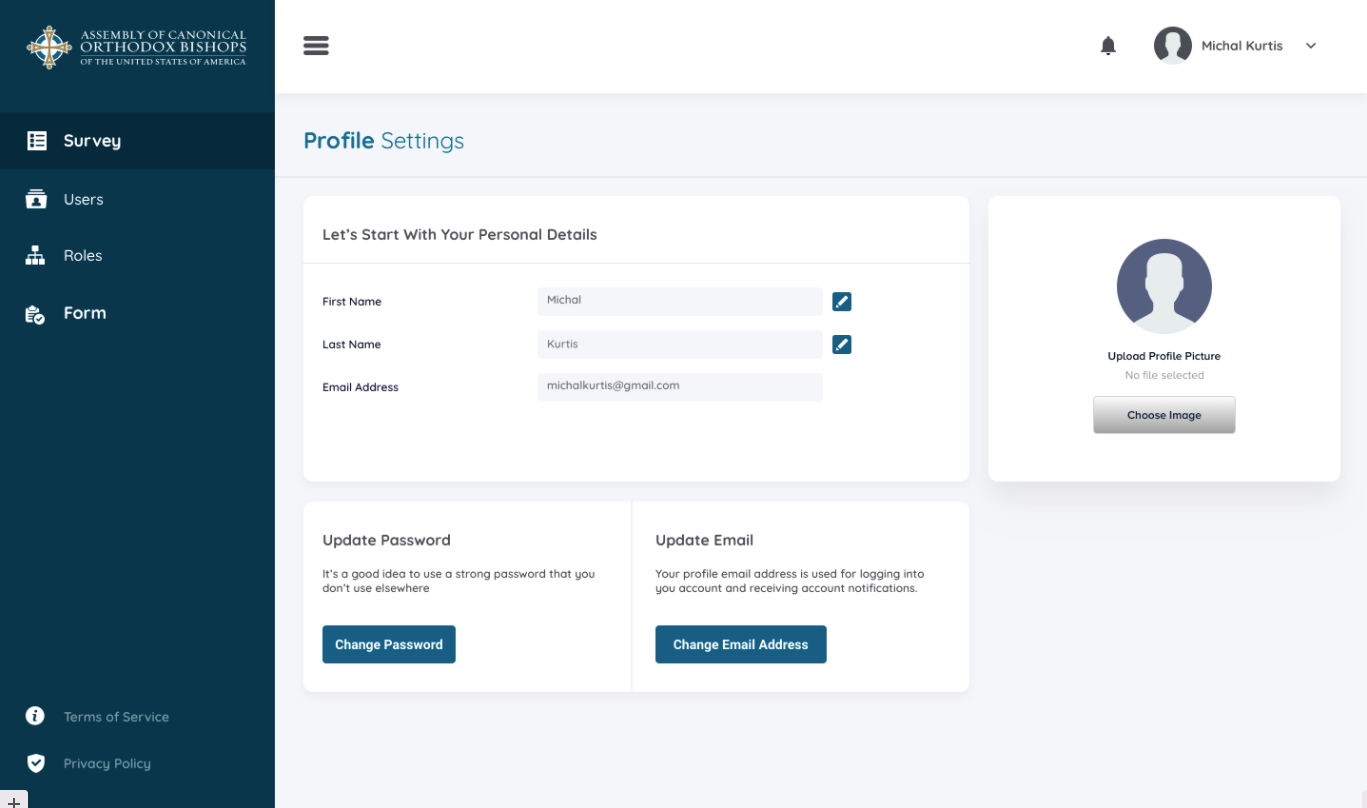 ASSEMBLY OF CANONICAL
ORTHODOX BISHOPS
OF THE UNITED STATES OF AMERICA
Michal Kurtis
Survey
Users
Roles
Form
Terms of Service
Privacy Policy
Profile Settings
Let's Start With Your Personal Details
First Name
Michal
Last Name
Kurtis
Email Address
michalkurtis@gmail.com
Upload Profile Picture
No file selected
Choose Image
Update Password
It's a good idea to use a strong password that you
don't use elsewhere
Change Password
Update Email
Your profile email address is used for logging into
you account and receiving account notifications.
Change Email Address